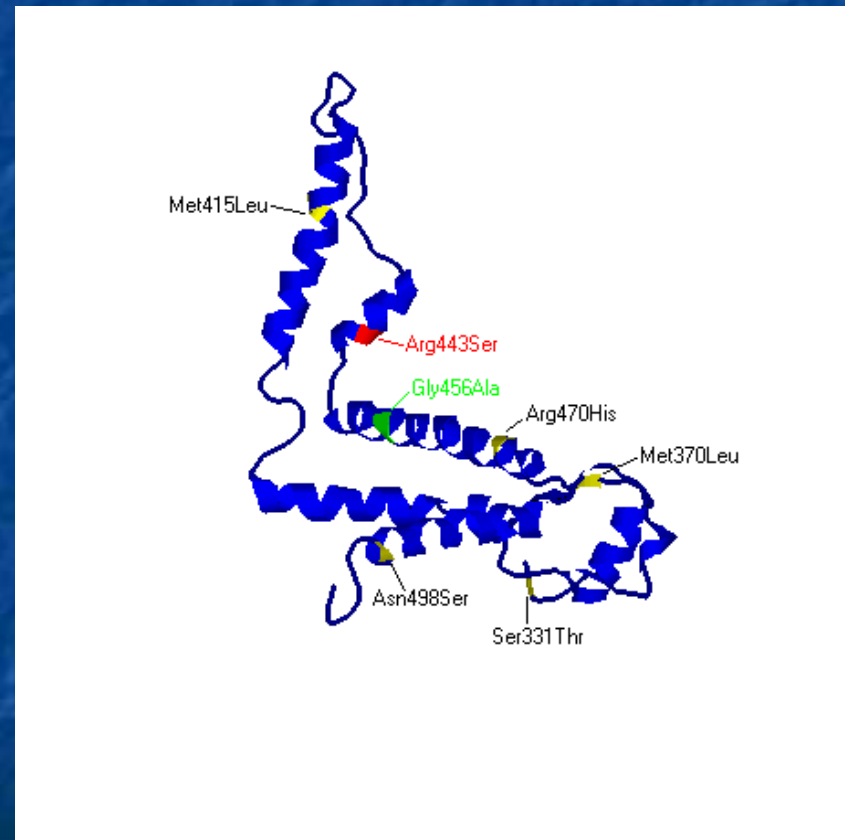 Met415Leu
Arg443Ser
Gly456Ala
Arg470His
Met370Leu
Asn498Ser
Ser331Thr